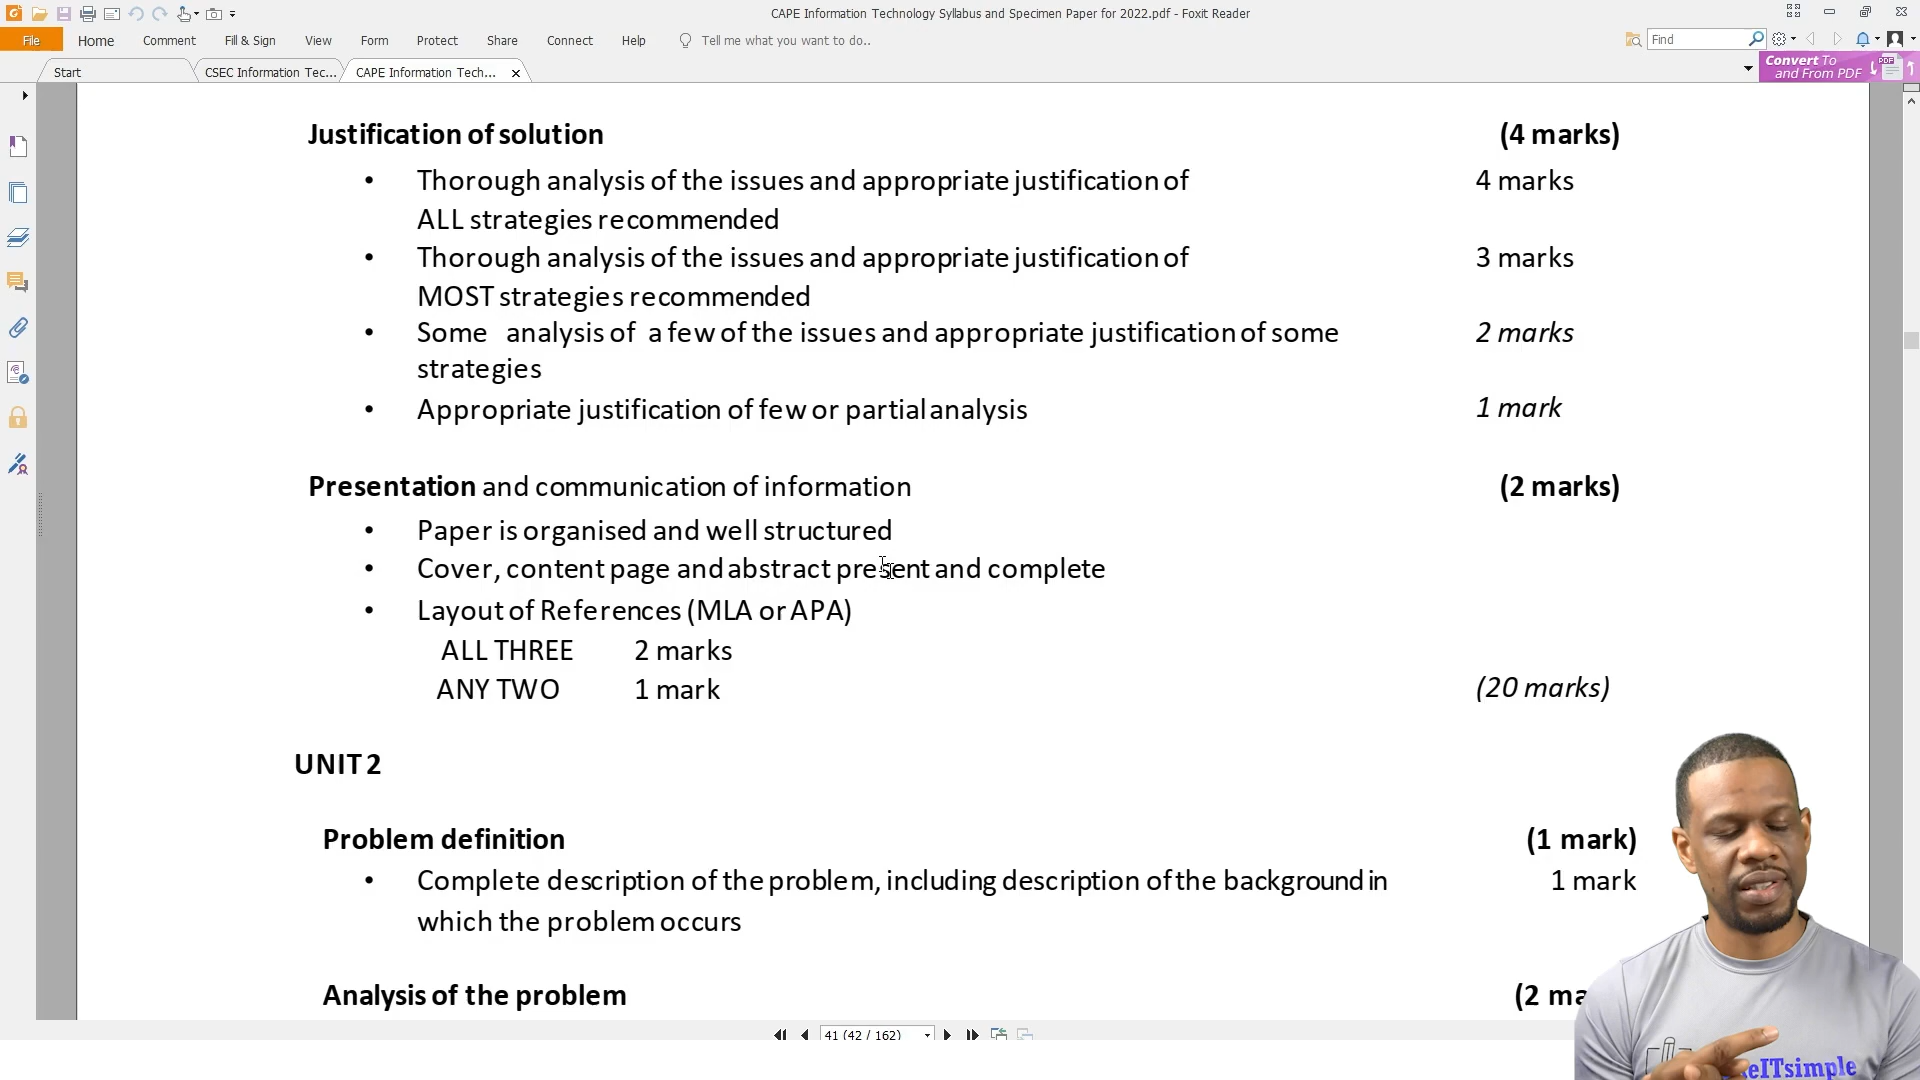 CAPE Information Technology Syllabus and Specimen Paper for 2022.pdf - Foxit Reader
File Home Comment Fill & Sign View Form Protect Share Connect Help Tell me what you want to do.. Find
Start CSEC Information Tec... CAPE Information Tech... Convert To
and From PDF
PDF
Justification of solution (4 marks)
• Thorough analysis of the issues and appropriate justification of 4 marks
ALL strategies recommended
• Thorough analysis of the issues and appropriate justification of 3 marks
MOST strategies recommended
• Some analysis of a few of the issues and appropriate justification of some 2 marks
strategies
• Appropriate justification of few or partial analysis 1 mark
Presentation and communication of information (2 marks)
• Paper is organised and well structured
• Cover, content page and abstract present and complete
• Layout of References (MLA or APA)
ALL THREE 2 marks
ANY TWO 1 mark (20 marks)
UNIT 2
Problem definition (1 mark)
• Complete description of the problem, including description of the background in 1 mark
which the problem occurs
Analysis of the problem (2 ma
41 (42 / 162)
eITsimple